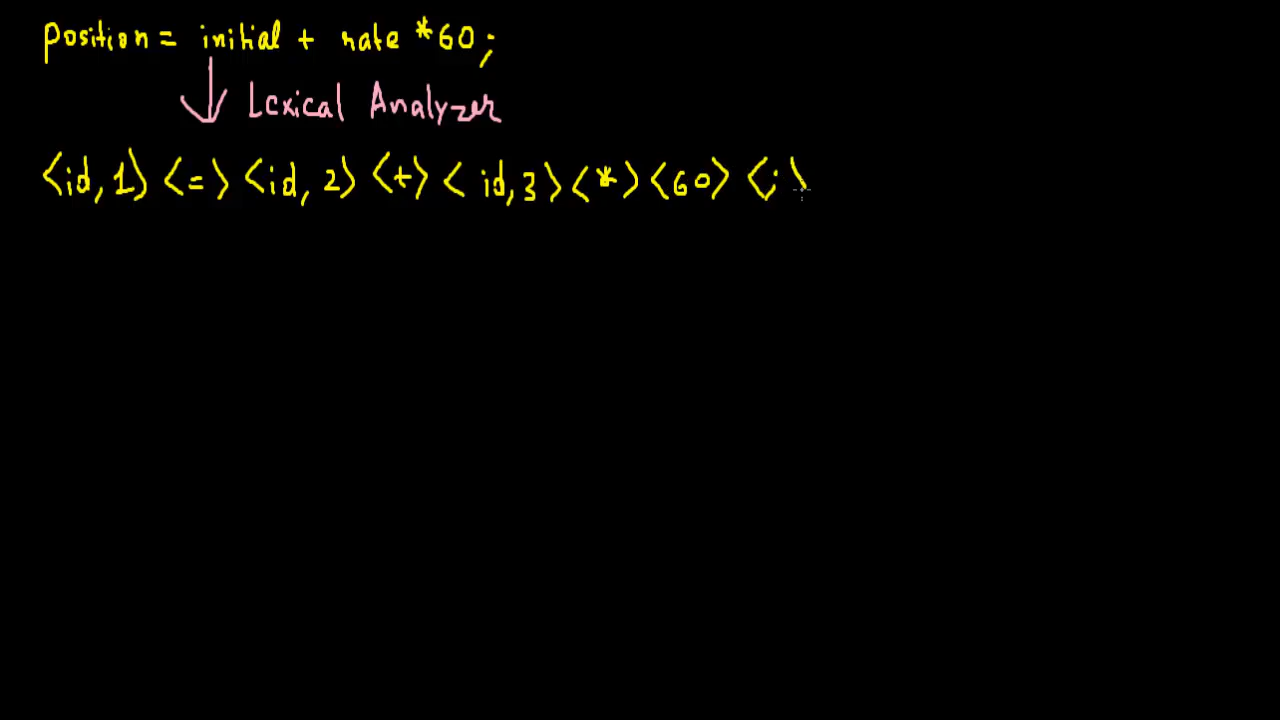 position = initial + rate *60;
Lexical Analyzer
<id,1> <=> <id,2> <+> <id,3> <*> <60> <;>